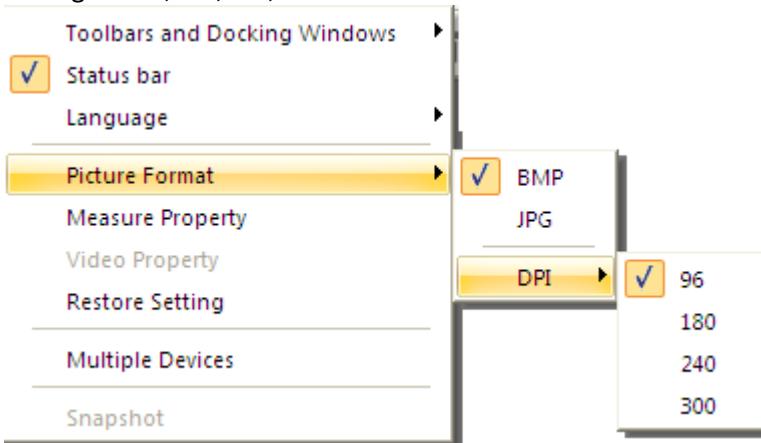 Toolbars and Docking Windows
Status bar
Language
Picture Format
Measure Property
Video Property
Restore Setting
Multiple Devices
Snapshot
BMP
JPG
DPI
96
180
240
300